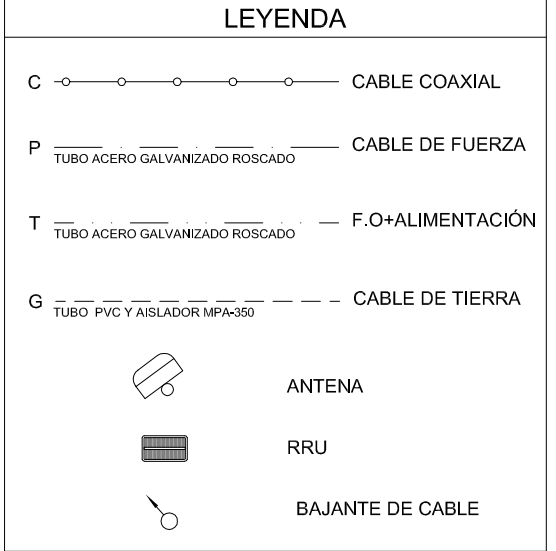 LEYENDA
C CABLE COAXIAL
P CABLE DE FUERZA
TUBO ACERO GALVANIZADO ROSCADO
T F.O+ALIMENTACIÓN
TUBO ACERO GALVANIZADO ROSCADO
G CABLE DE TIERRA
TUBO PVC Y AISLADOR MPA-350
ANTENA
RRU
BAJANTE DE CABLE